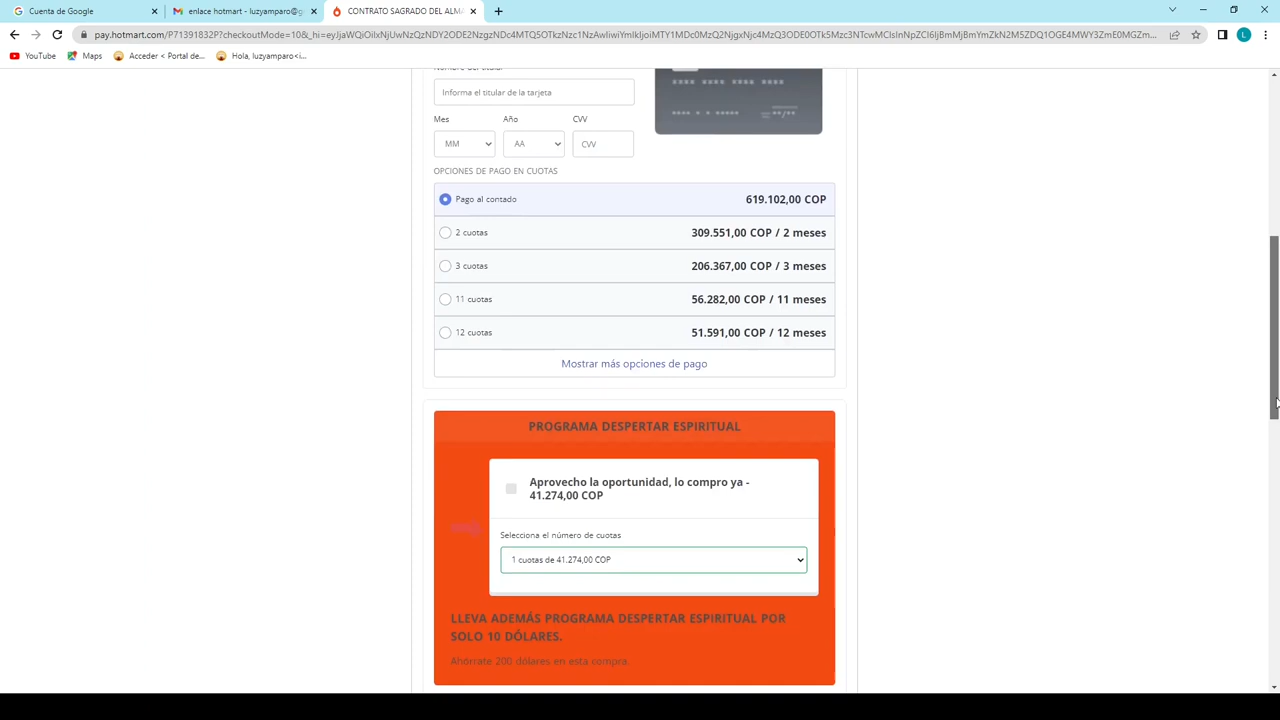 Cuenta de Google
enlace hotmart - luzyamparo@g
CONTRATO SAGRADO DEL ALMA
YouTube
Maps
Acceder < Portal de...
Hola, luzyamparo<i...
L
Informa el titular de la tarjeta
Mes
Año
CVV
MM
AA
CVV
OPCIONES DE PAGO EN CUOTAS
Pago al contado 619.102,00 COP
2 cuotas 309.551,00 COP / 2 meses
3 cuotas 206.367,00 COP / 3 meses
11 cuotas 56.282,00 COP / 11 meses
12 cuotas 51.591,00 COP / 12 meses
Mostrar más opciones de pago
PROGRAMA DESPERTAR ESPIRITUAL
Aprovecho la oportunidad, lo compro ya -
41.274,00 COP
Selecciona el número de cuotas
1 cuotas de 41.274,00 COP
LLEVA ADEMÁS PROGRAMA DESPERTAR ESPIRITUAL POR
SOLO 10 DÓLARES.
Ahórrate 200 dólares en esta compra.